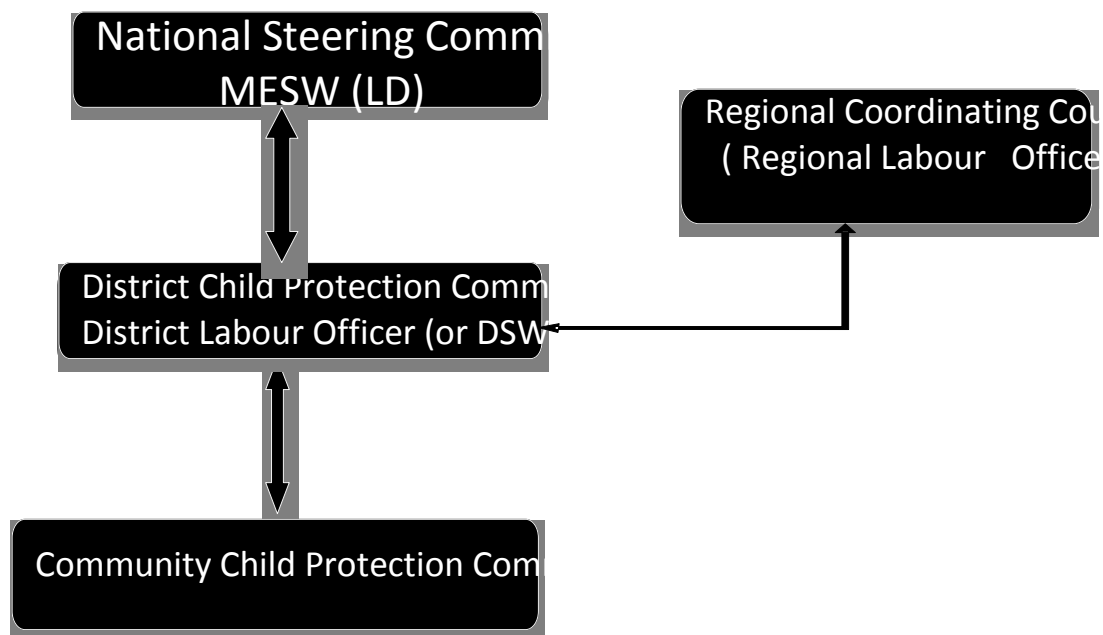 National Steering Comm
MESW (LD)
Regional Coordinating Cou
( Regional Labour Office
District Child Protection Comm
District Labour Officer (or DSW
Community Child Protection Com